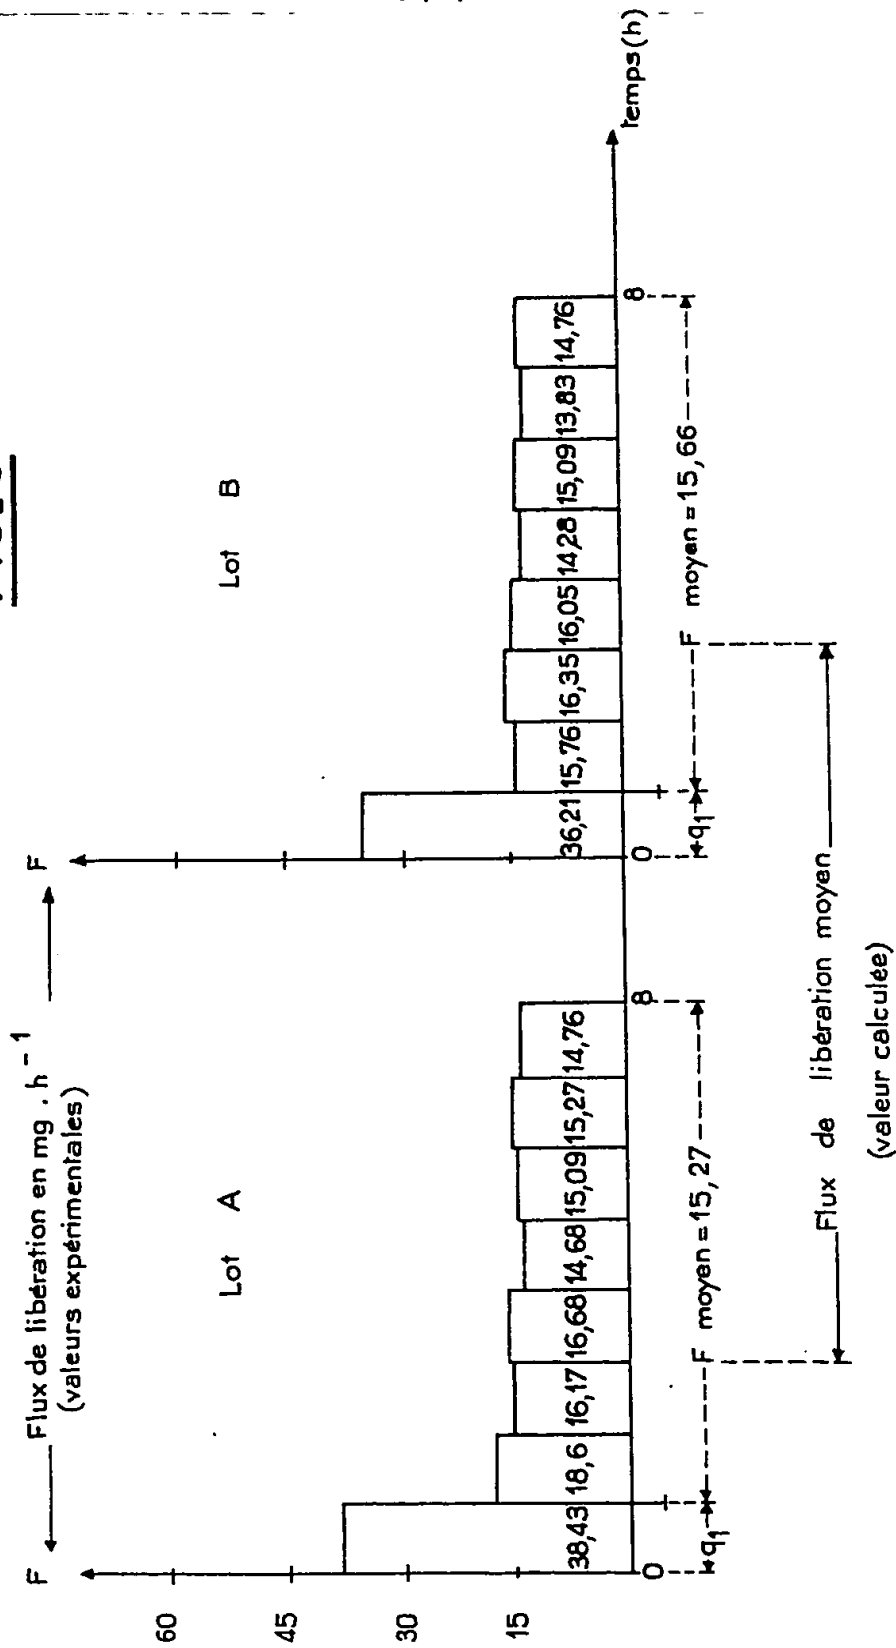 F ← Flux de libération en mg . h⁻¹ → F
(valeurs expérimentales)
Lot A
Lot B
60
45
30
15
38,43 18,6 16,17 16,68 14,68 15,09 15,27 14,76
36,21 15,76 16,35 16,05 14,28 15,09 13,83 14,76
0 8
0 8
temps(h)
q1 F moyen = 15,27
q1 F moyen = 15,66
Flux de libération moyen
(valeur calculée)